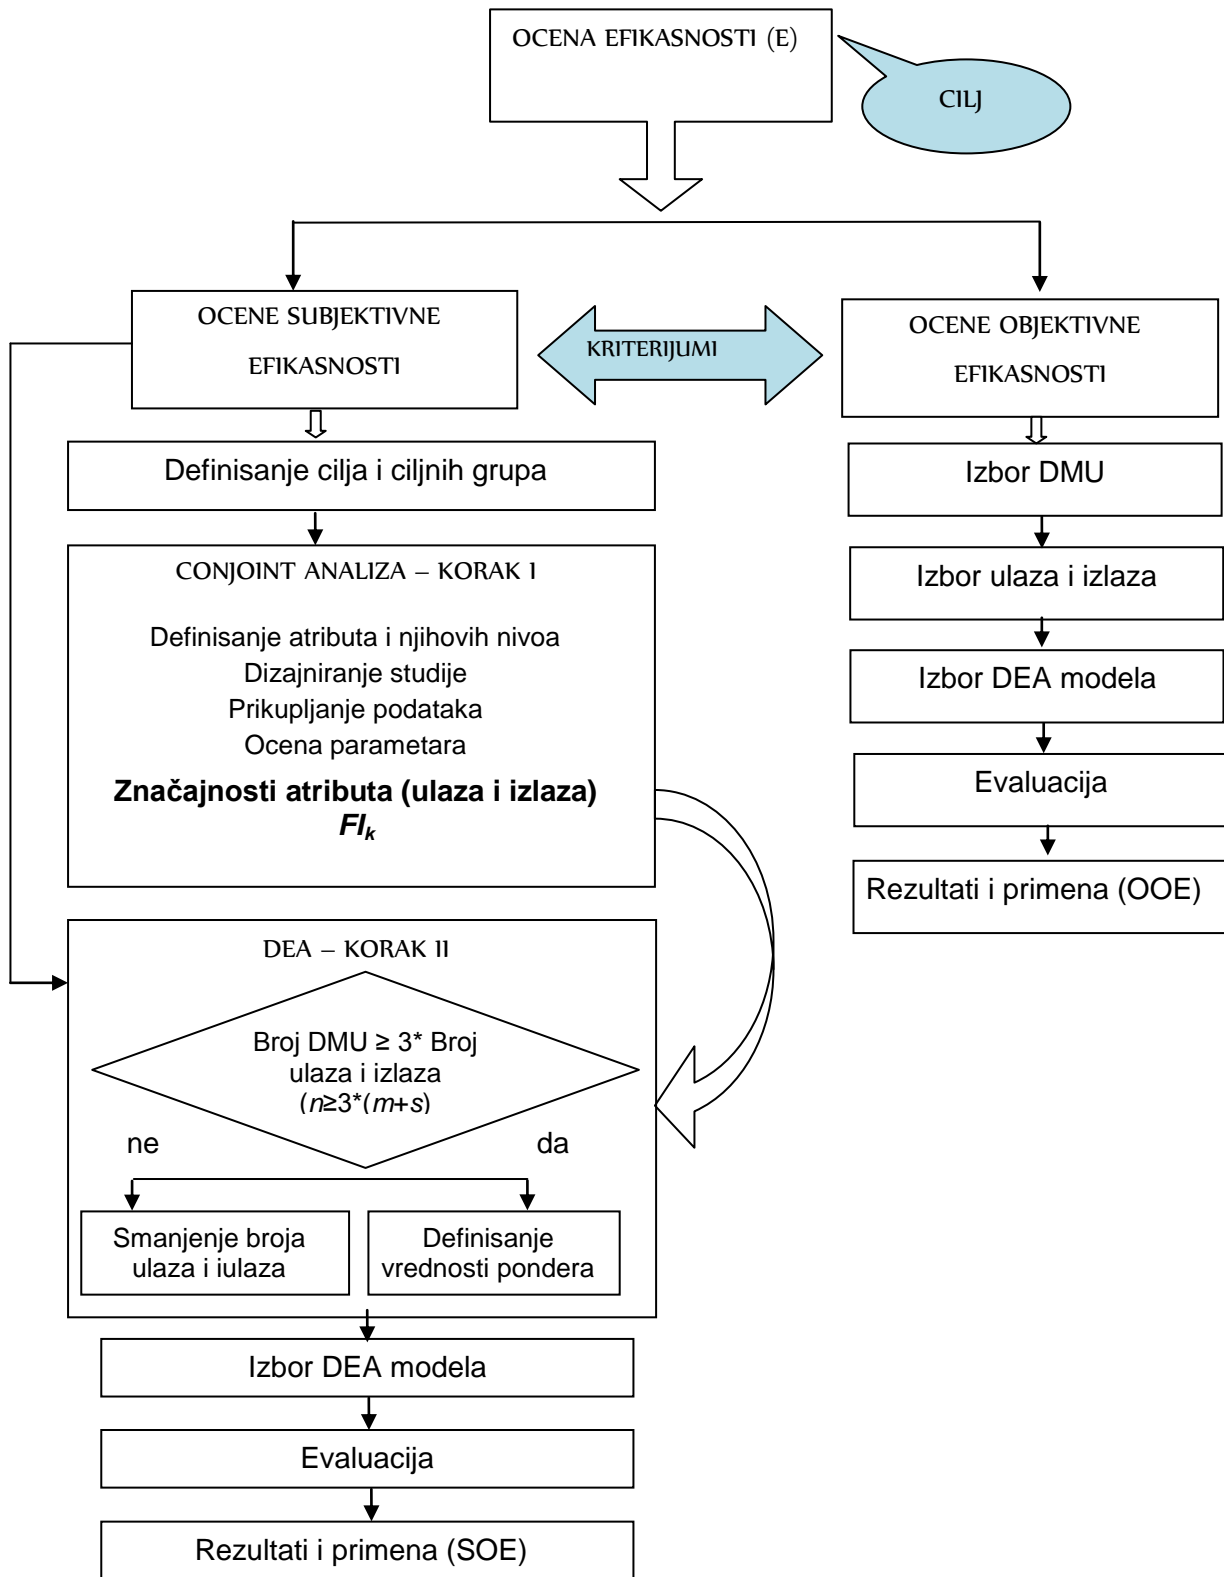 OCENA EFIKASNOSTI (E)
CILJ
OCENE SUBJEKTIVNE
EFIKASNOSTI
KRITERIJUMI
OCENE OBJEKTIVNE
EFIKASNOSTI
Definisanje cilja i ciljnih grupa
CONJOINT ANALIZA – KORAK I
Definisanje atributa i njihovih nivoa
Dizajniranje studije
Prikupljanje podataka
Ocena parametara
Značajnosti atributa (ulaza i izlaza)
FIk
DEA – KORAK II
Broj DMU ≥ 3* Broj
ulaza i izlaza
(n≥3*(m+s)
ne
da
Smanjenje broja
ulaza i iulaza
Definisanje
vrednosti pondera
Izbor DEA modela
Evaluacija
Rezultati i primena (SOE)
Izbor DMU
Izbor ulaza i izlaza
Izbor DEA modela
Evaluacija
Rezultati i primena (OOE)